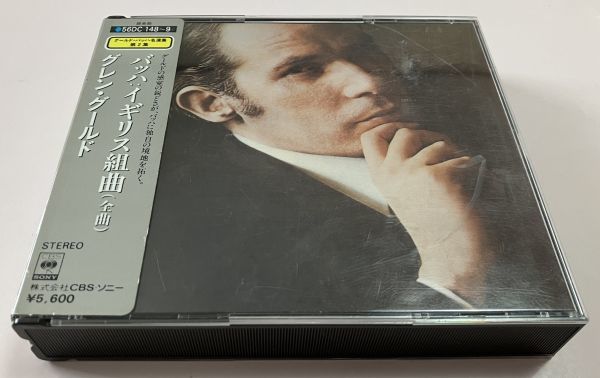 ●56DC 148~9
グールド・バッハ名演集
第2集
バッハ:イギリス組曲(全曲)
グレン・グールド
STEREO
SONY
株式会社CBS・ソニー
¥5,600